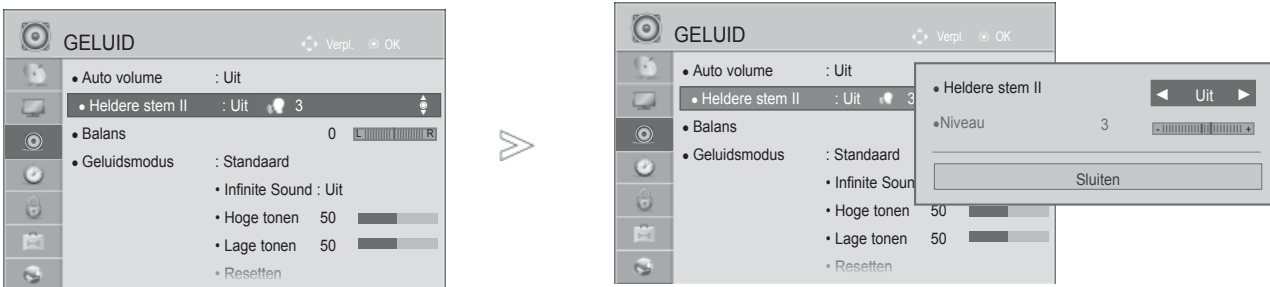 GELUID
Verpl. OK
• Auto volume : Uit
• Heldere stem II : Uit 3
• Balans 0 L R
• Geluidsmodus : Standaard
• Infinite Sound : Uit
• Hoge tonen 50
• Lage tonen 50
• Resetten
GELUID
Verpl. OK
• Auto volume : Uit
• Heldere stem II : Uit 3
• Balans
• Geluidsmodus : Standaard
• Infinite Soun
• Hoge tonen 50
• Lage tonen 50
• Resetten
• Heldere stem II ◄ Uit ►
•Niveau 3 - +
Sluiten